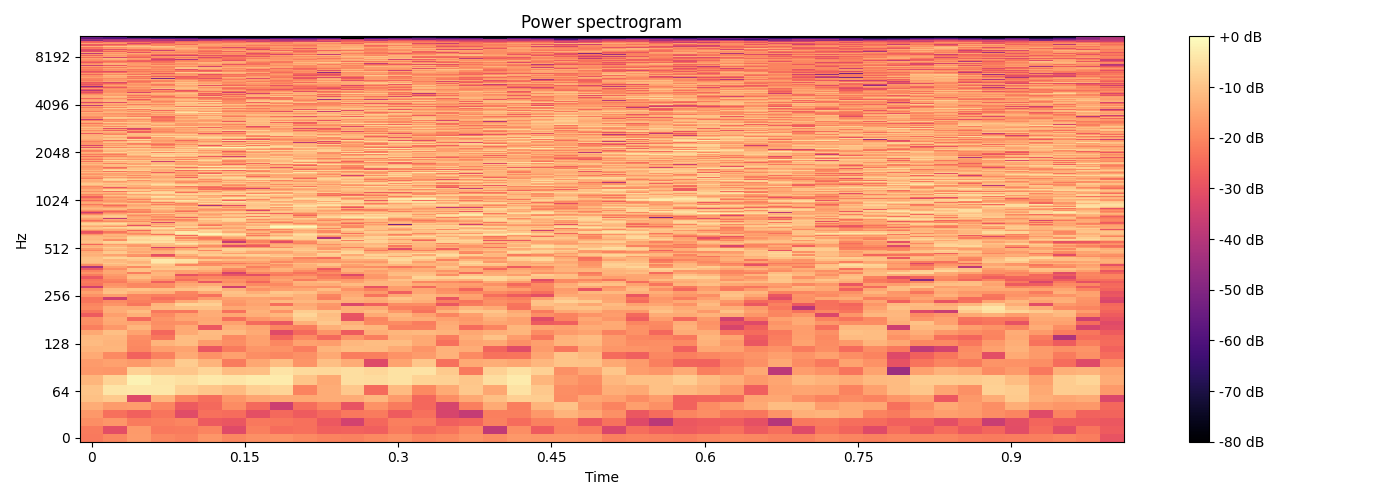 Power spectrogram
Hz
8192
4096
2048
1024
512
256
128
64
0
0 0.15 0.3 0.45 0.6 0.75 0.9
Time
+0 dB
-10 dB
-20 dB
-30 dB
-40 dB
-50 dB
-60 dB
-70 dB
-80 dB